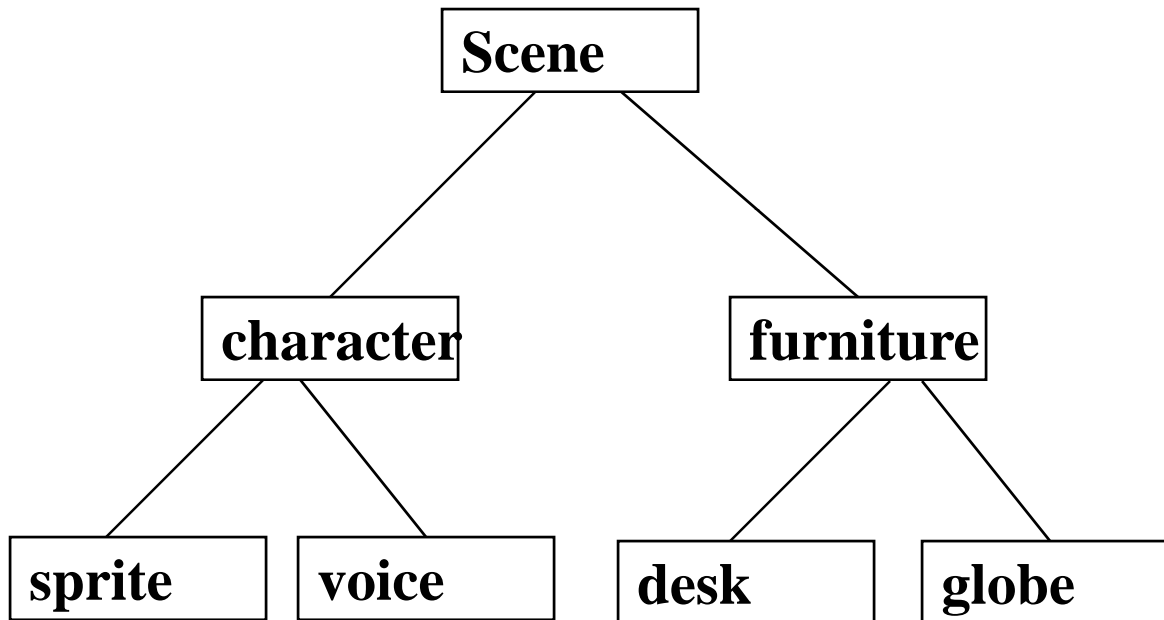 Scene
character
furniture
sprite
voice
desk
globe